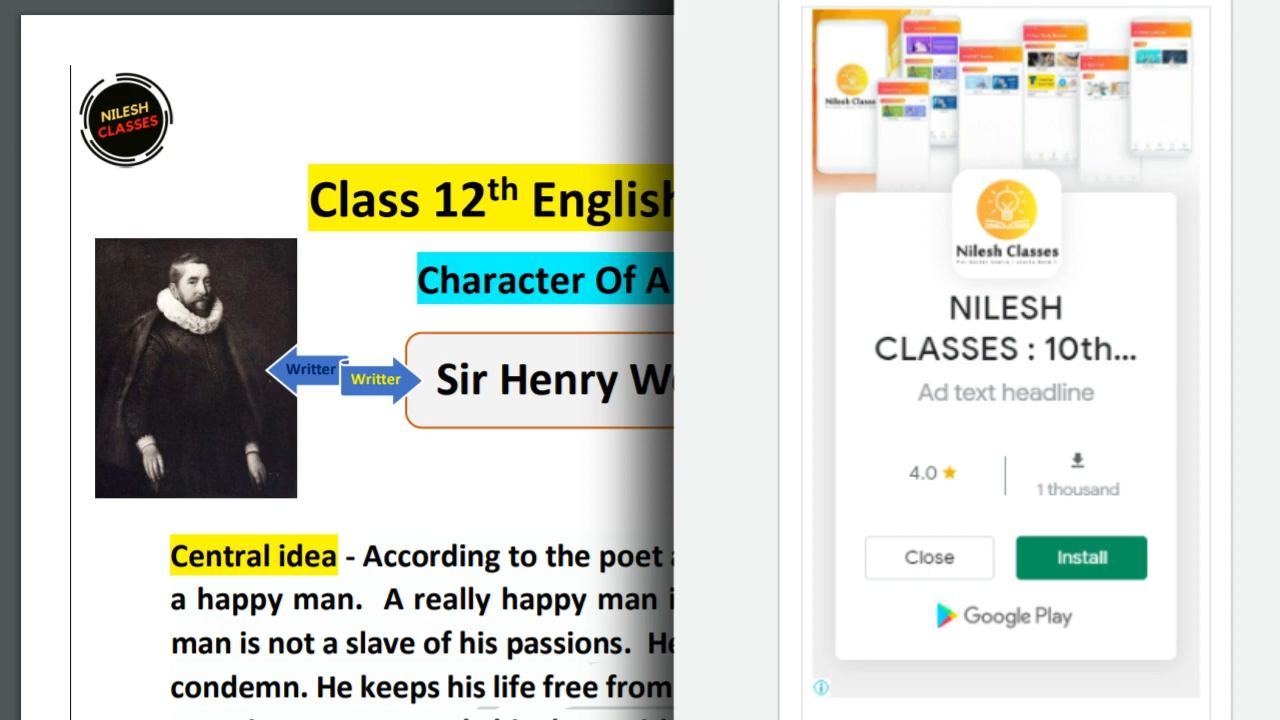 NILESH
CLASSES
Class 12th English
Character Of A
Writter
Writter
Sir Henry W
Central idea - According to the poet
a happy man. A really happy man
man is not a slave of his passions. He
condemn. He keeps his life free from
Nilesh Classes
Nilesh Classes
NILESH
CLASSES : 10th...
Ad text headline
4.0
1 thousand
Close
Install
Google Play